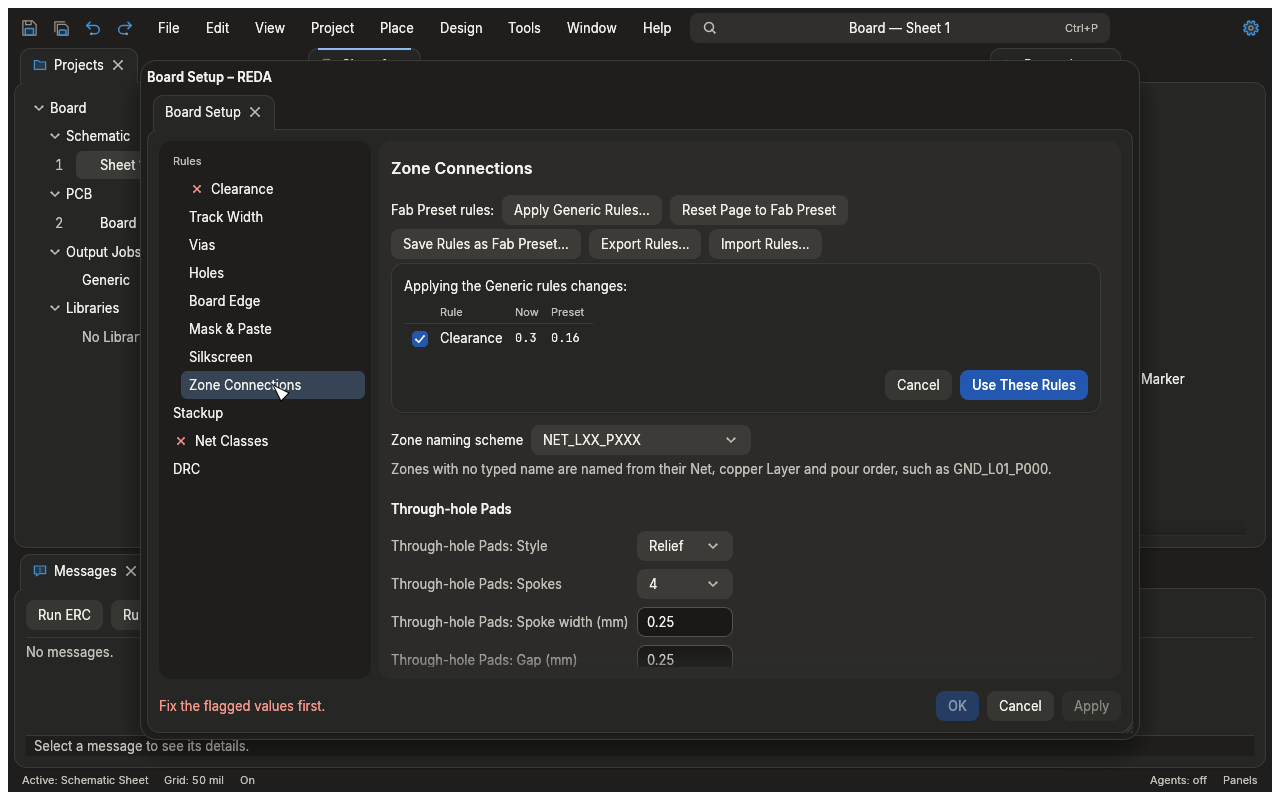 File Edit View Project Place Design Tools Window Help Board — Sheet 1 Ctrl+P
Projects
Board Setup – REDA
Board Setup
Board
Schematic
1 Sheet
PCB
2 Board
Output Jobs
Generic
Libraries
No Librar
Rules
Clearance
Track Width
Vias
Holes
Board Edge
Mask & Paste
Silkscreen
Zone Connections
Stackup
Net Classes
DRC
Zone Connections
Fab Preset rules: Apply Generic Rules... Reset Page to Fab Preset
Save Rules as Fab Preset... Export Rules... Import Rules...
Applying the Generic rules changes:
Rule Now Preset
Clearance 0.3 0.16
Cancel Use These Rules
Zone naming scheme NET_LXX_PXXX
Zones with no typed name are named from their Net, copper Layer and pour order, such as GND_L01_P000.
Through-hole Pads
Through-hole Pads: Style Relief
Through-hole Pads: Spokes 4
Through-hole Pads: Spoke width (mm) 0.25
Through-hole Pads: Gap (mm) 0.25
Fix the flagged values first.
OK Cancel Apply
Marker
Messages
Run ERC Ru
No messages.
Select a message to see its details.
Active: Schematic Sheet Grid: 50 mil On Agents: off Panels